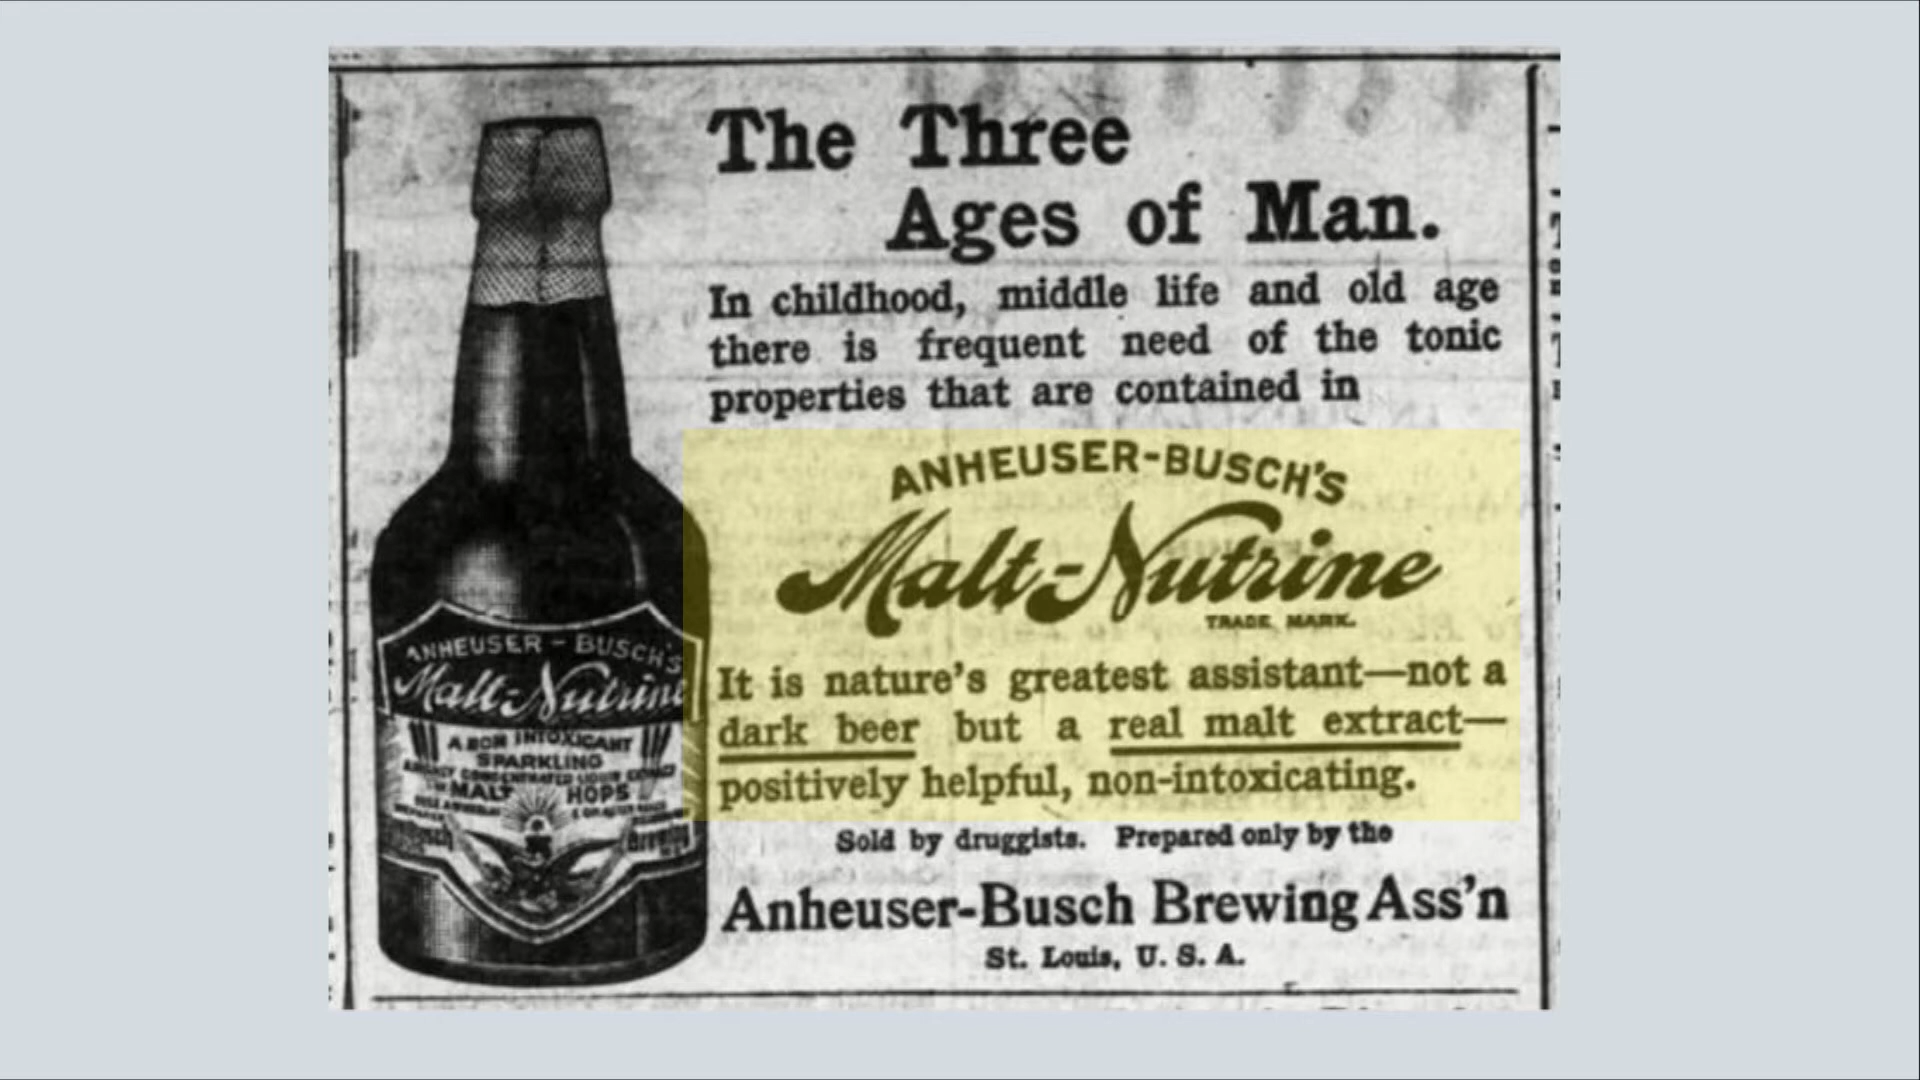 The Three
Ages of Man.
In childhood, middle life and old age
there is frequent need of the tonic
properties that are contained in
ANHEUSER-BUSCH'S
Malt-Nutrine
TRADE MARK.
It is nature's greatest assistant—not a
dark beer but a real malt extract—
positively helpful, non-intoxicating.
Sold by druggists. Prepared only by the
Anheuser-Busch Brewing Ass'n
St. Louis, U. S. A.
ANHEUSER-BUSCH'S
Malt-Nutrine
A NON INTOXICANT
SPARKLING
MALT HOPS